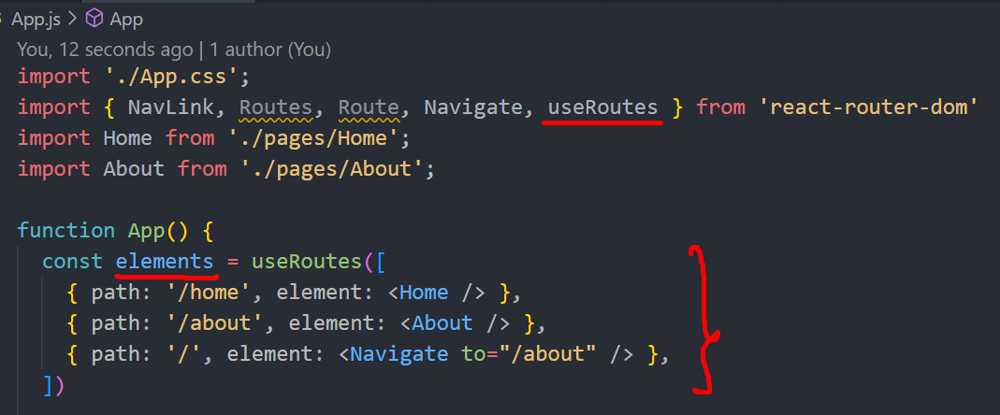 App.js > App
You, 12 seconds ago | 1 author (You)
import './App.css';
import { NavLink, Routes, Route, Navigate, useRoutes } from 'react-router-dom'
import Home from './pages/Home';
import About from './pages/About';
function App() {
const elements = useRoutes([
{ path: '/home', element: <Home /> },
{ path: '/about', element: <About /> },
{ path: '/', element: <Navigate to="/about" /> },
])